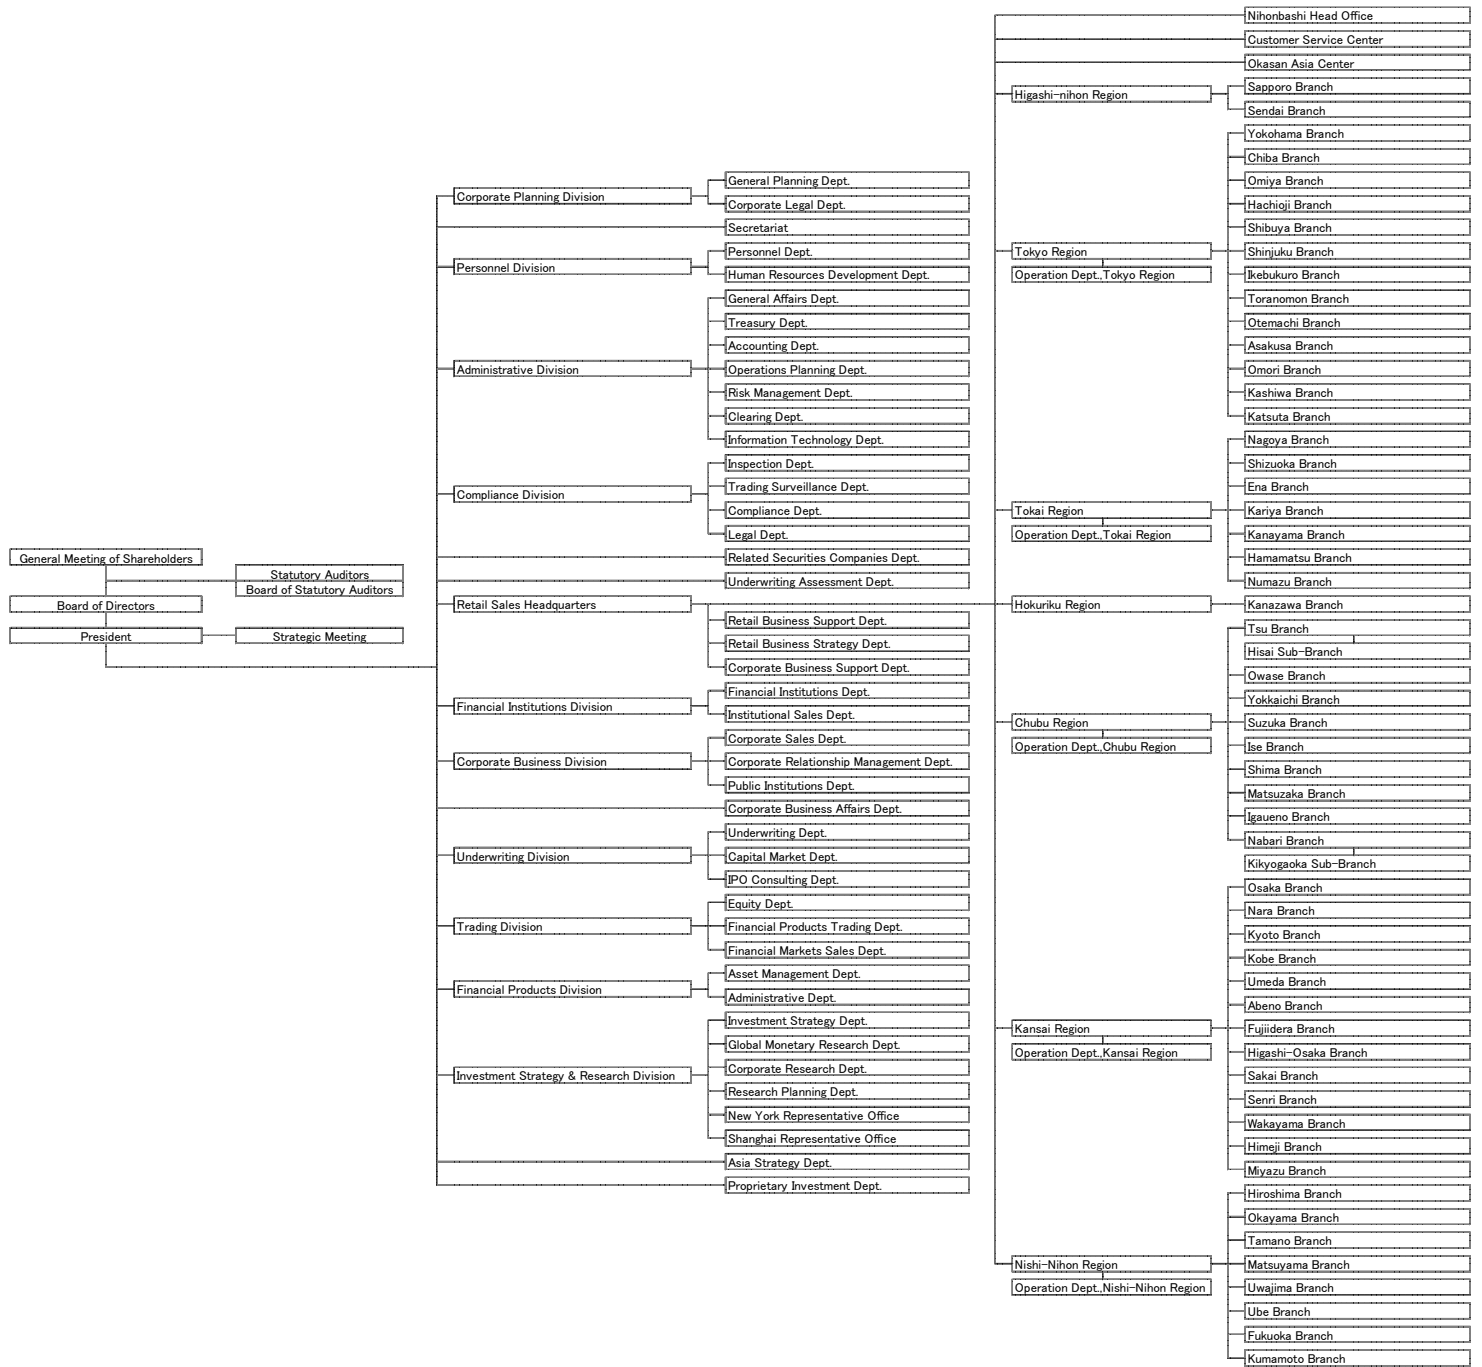 General Meeting of Shareholders
Statutory Auditors
Board of Statutory Auditors
Board of Directors
President
Strategic Meeting
Corporate Planning Division
General Planning Dept.
Corporate Legal Dept.
Secretariat
Personnel Division
Personnel Dept.
Human Resources Development Dept.
Administrative Division
General Affairs Dept.
Treasury Dept.
Accounting Dept.
Operations Planning Dept.
Risk Management Dept.
Clearing Dept.
Information Technology Dept.
Compliance Division
Inspection Dept.
Trading Surveillance Dept.
Compliance Dept.
Legal Dept.
Related Securities Companies Dept.
Underwriting Assessment Dept.
Retail Sales Headquarters
Retail Business Support Dept.
Retail Business Strategy Dept.
Corporate Business Support Dept.
Financial Institutions Division
Financial Institutions Dept.
Institutional Sales Dept.
Corporate Business Division
Corporate Sales Dept.
Corporate Relationship Management Dept.
Public Institutions Dept.
Corporate Business Affairs Dept.
Underwriting Division
Underwriting Dept.
Capital Market Dept.
IPO Consulting Dept.
Trading Division
Equity Dept.
Financial Products Trading Dept.
Financial Markets Sales Dept.
Financial Products Division
Asset Management Dept.
Administrative Dept.
Investment Strategy & Research Division
Investment Strategy Dept.
Global Monetary Research Dept.
Corporate Research Dept.
Research Planning Dept.
New York Representative Office
Shanghai Representative Office
Asia Strategy Dept.
Proprietary Investment Dept.
Nihonbashi Head Office
Customer Service Center
Okasan Asia Center
Higashi-nihon Region
Sapporo Branch
Sendai Branch
Tokyo Region
Operation Dept.,Tokyo Region
Yokohama Branch
Chiba Branch
Omiya Branch
Hachioji Branch
Shibuya Branch
Shinjuku Branch
Ikebukuro Branch
Toranomon Branch
Otemachi Branch
Asakusa Branch
Omori Branch
Kashiwa Branch
Katsuta Branch
Tokai Region
Operation Dept.,Tokai Region
Nagoya Branch
Shizuoka Branch
Ena Branch
Kariya Branch
Kanayama Branch
Hamamatsu Branch
Numazu Branch
Hokuriku Region
Kanazawa Branch
Chubu Region
Operation Dept.,Chubu Region
Tsu Branch
Hisai Sub-Branch
Owase Branch
Yokkaichi Branch
Suzuka Branch
Ise Branch
Shima Branch
Matsuzaka Branch
Igaueno Branch
Nabari Branch
Kikyogaoka Sub-Branch
Kansai Region
Operation Dept.,Kansai Region
Osaka Branch
Nara Branch
Kyoto Branch
Kobe Branch
Umeda Branch
Abeno Branch
Fujiidera Branch
Higashi-Osaka Branch
Sakai Branch
Senri Branch
Wakayama Branch
Himeji Branch
Miyazu Branch
Nishi-Nihon Region
Operation Dept.,Nishi-Nihon Region
Hiroshima Branch
Okayama Branch
Tamano Branch
Matsuyama Branch
Uwajima Branch
Ube Branch
Fukuoka Branch
Kumamoto Branch